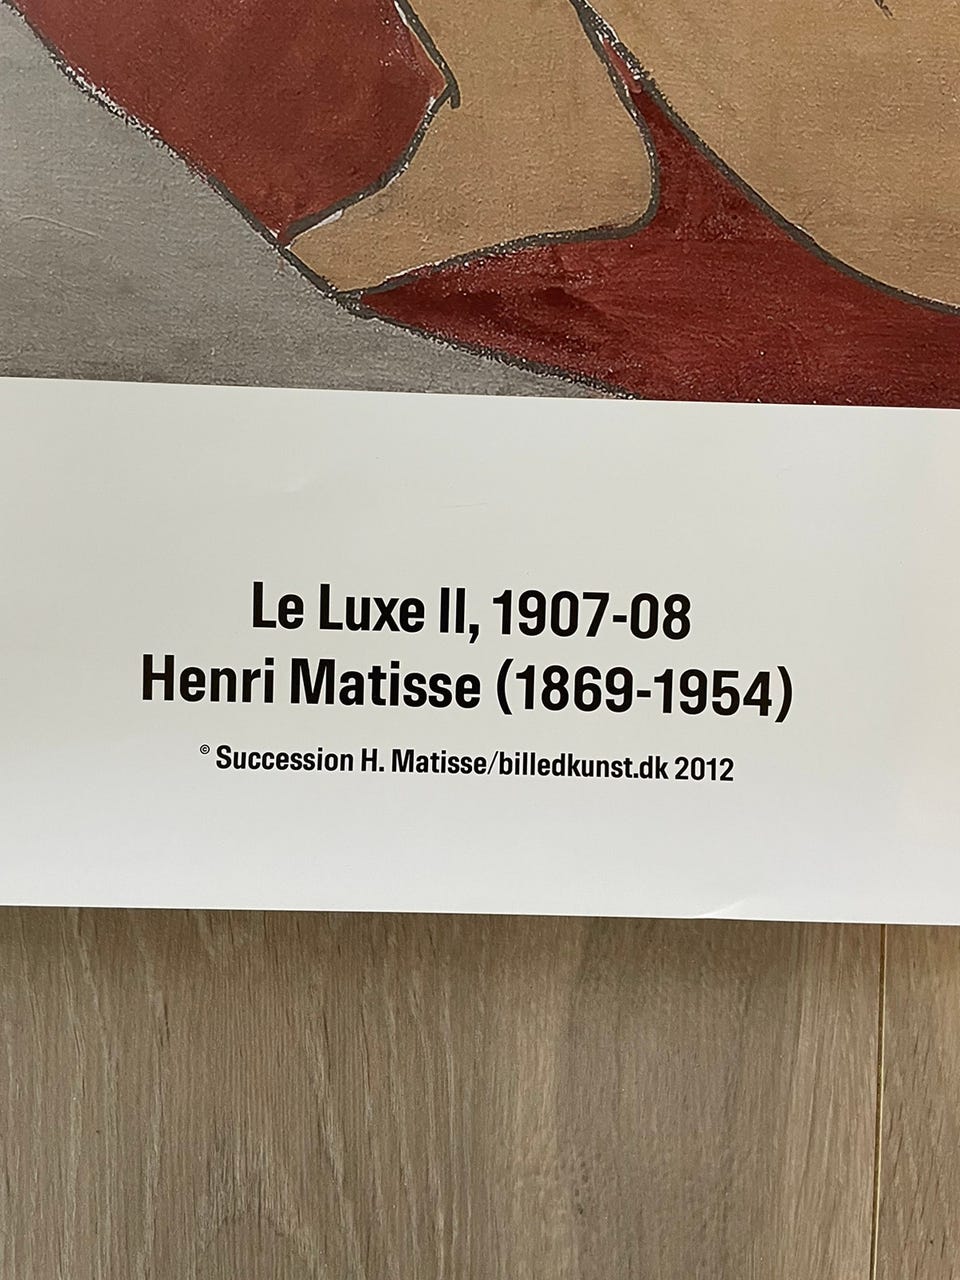 Le Luxe II, 1907-08
Henri Matisse (1869-1954)
© Succession H. Matisse/billedkunst.dk 2012